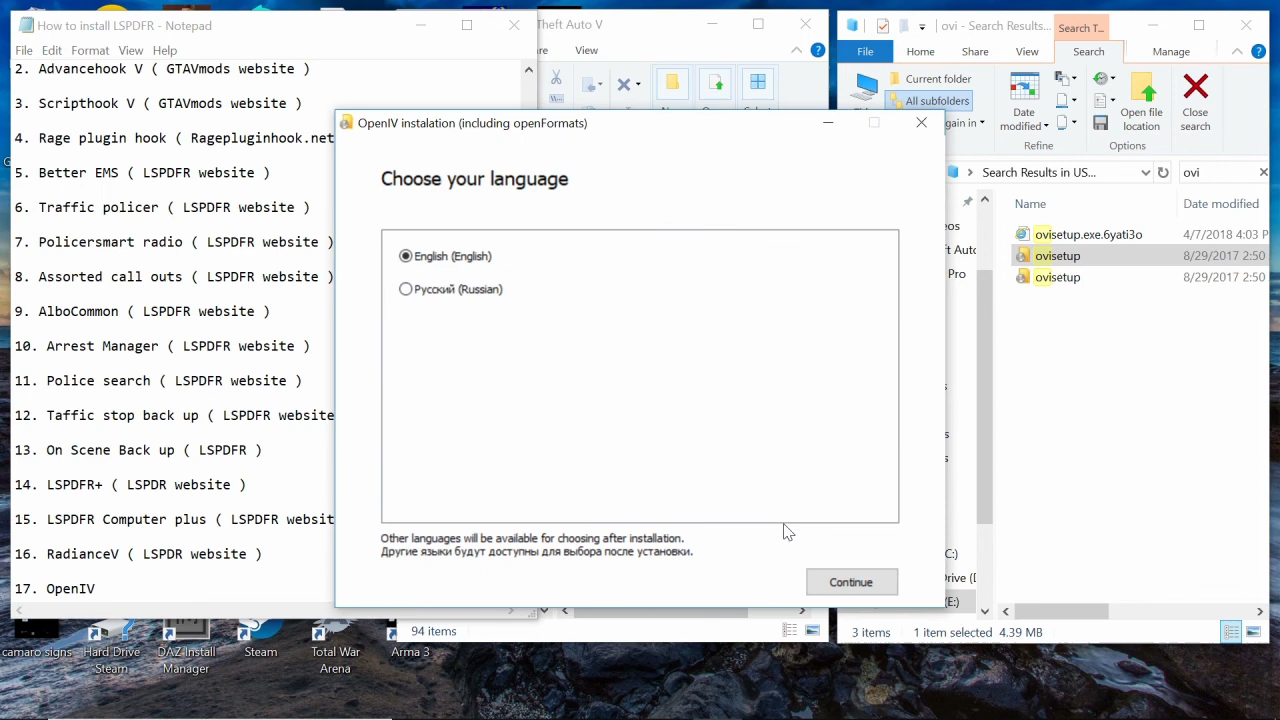 How to install LSPDFR - Notepad
File Edit Format View Help
2. Advancehook V ( GTAVmods website )
3. Scripthook V ( GTAVmods website )
4. Rage plugin hook ( Ragepluginhook.net
5. Better EMS ( LSPDFR website )
6. Traffic policer ( LSPDFR website )
7. Policersmart radio ( LSPDFR website )
8. Assorted call outs ( LSPDFR website )
9. AlboCommon ( LSPDFR website )
10. Arrest Manager ( LSPDFR website )
11. Police search ( LSPDFR website )
12. Taffic stop back up ( LSPDFR website
13. On Scene Back up ( LSPDFR )
14. LSPDFR+ ( LSPDR website )
15. LSPDFR Computer plus ( LSPDFR websit
16. RadianceV ( LSPDR website )
17. OpenIV
Theft Auto V
are View
94 items
OpenIV instalation (including openFormats)
Choose your language
English (English)
Русский (Russian)
Other languages will be available for choosing after installation.
Другие языки будут доступны для выбора после установки.
Continue
ovi - Search Results... Search T...
File Home Share View Search Manage
Current folder
All subfolders
again in
Date modified
Refine
Open file location
Options
Close search
Search Results in US... ovi
Name Date modified
ovisetup.exe.6yati3o 4/7/2018 4:03 P
ovisetup 8/29/2017 2:50
ovisetup 8/29/2017 2:50
eos
ft Auto
Pro
C:)
Drive (D
(E:)
3 items 1 item selected 4.39 MB
camaro signs
Hard Drive Steam
DAZ Install Manager
Steam
Total War Arena
Arma 3